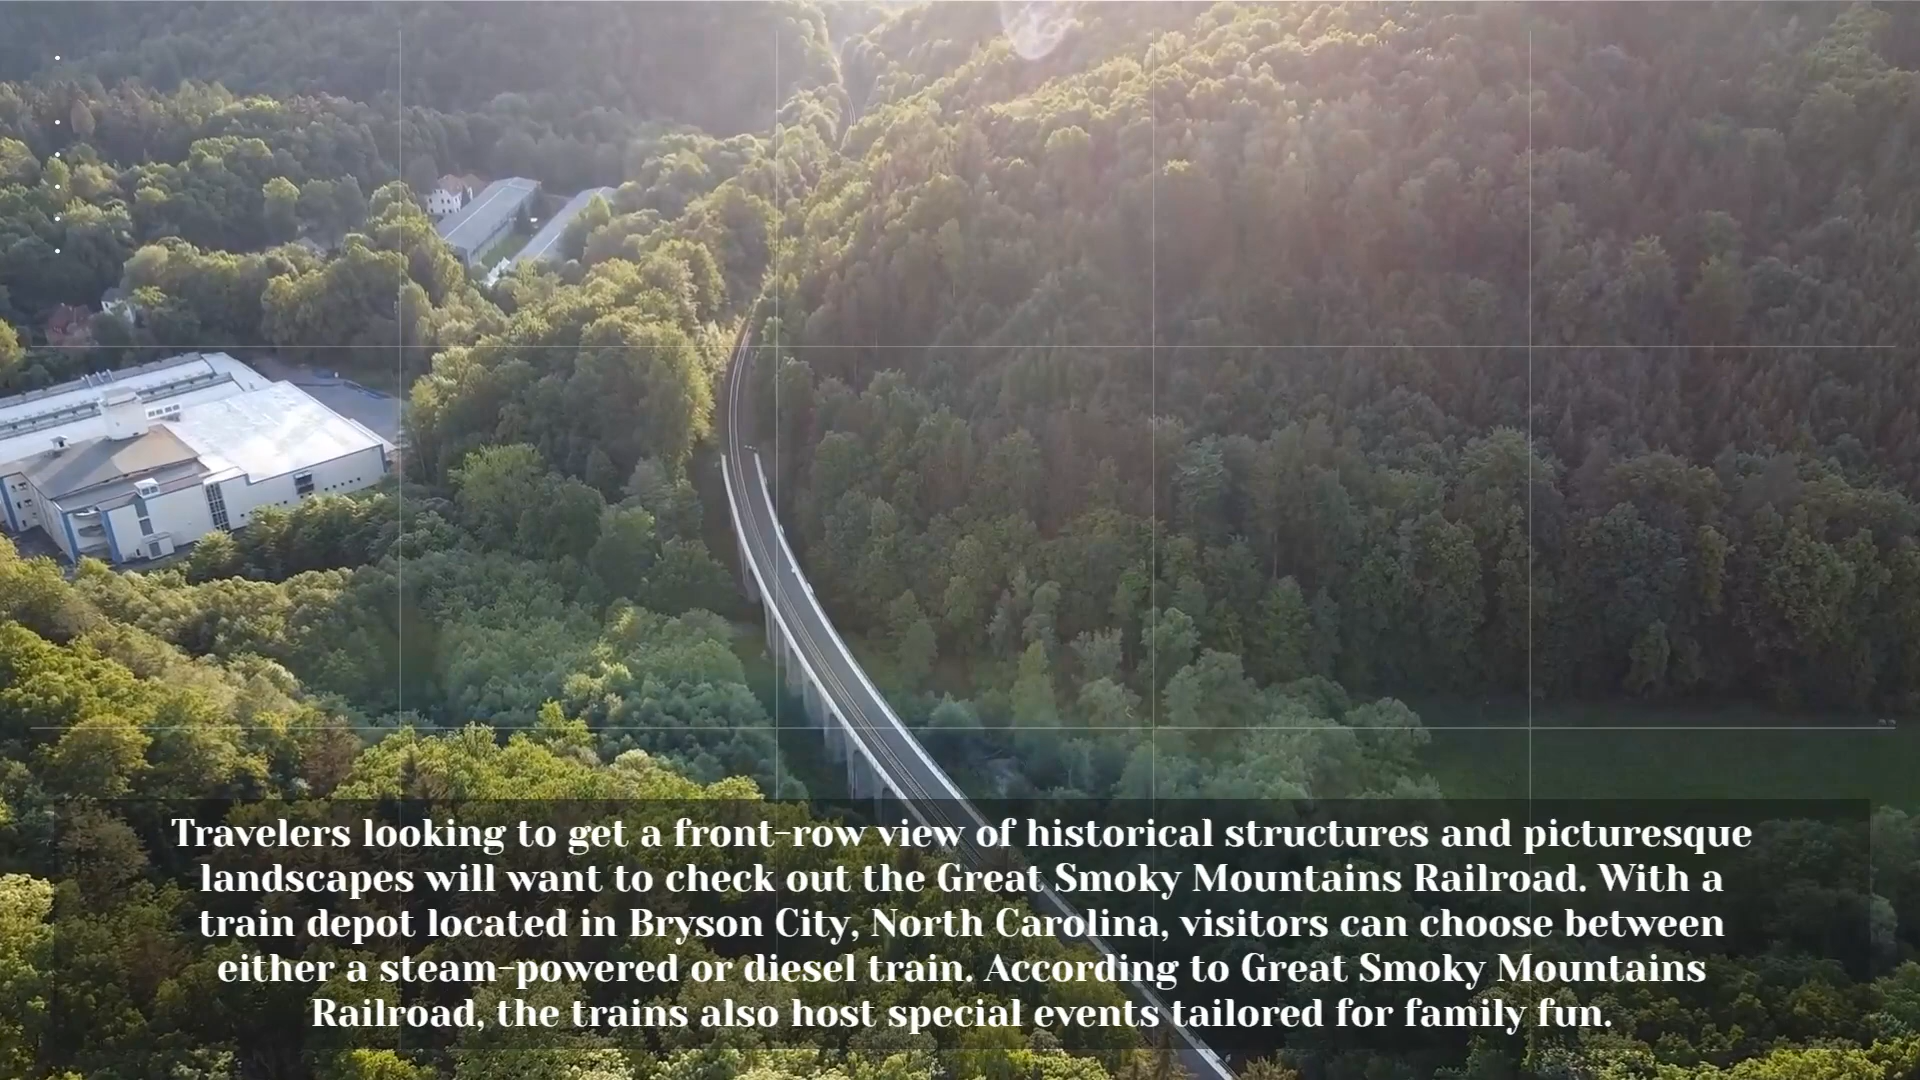 Travelers looking to get a front-row view of historical structures and picturesque
landscapes will want to check out the Great Smoky Mountains Railroad. With a
train depot located in Bryson City, North Carolina, visitors can choose between
either a steam-powered or diesel train. According to Great Smoky Mountains
Railroad, the trains also host special events tailored for family fun.